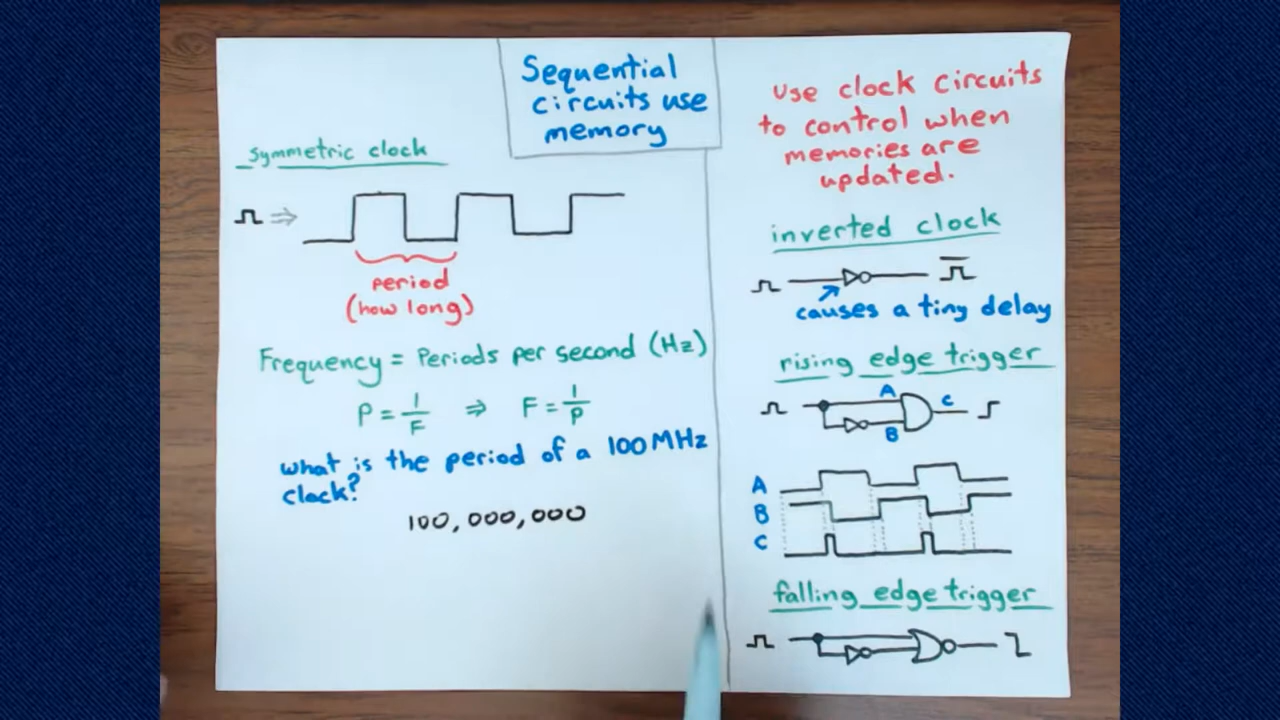 Sequential
circuits use
memory
symmetric clock
period
(how long)
Frequency = Periods per second (Hz)
P = 1/F ⇒ F = 1/P
what is the period of a 100 MHz
clock?
100,000,000
Use clock circuits
to control when
memories are
updated.
inverted clock
causes a tiny delay
rising edge trigger
A
C
B
A
B
C
falling edge trigger